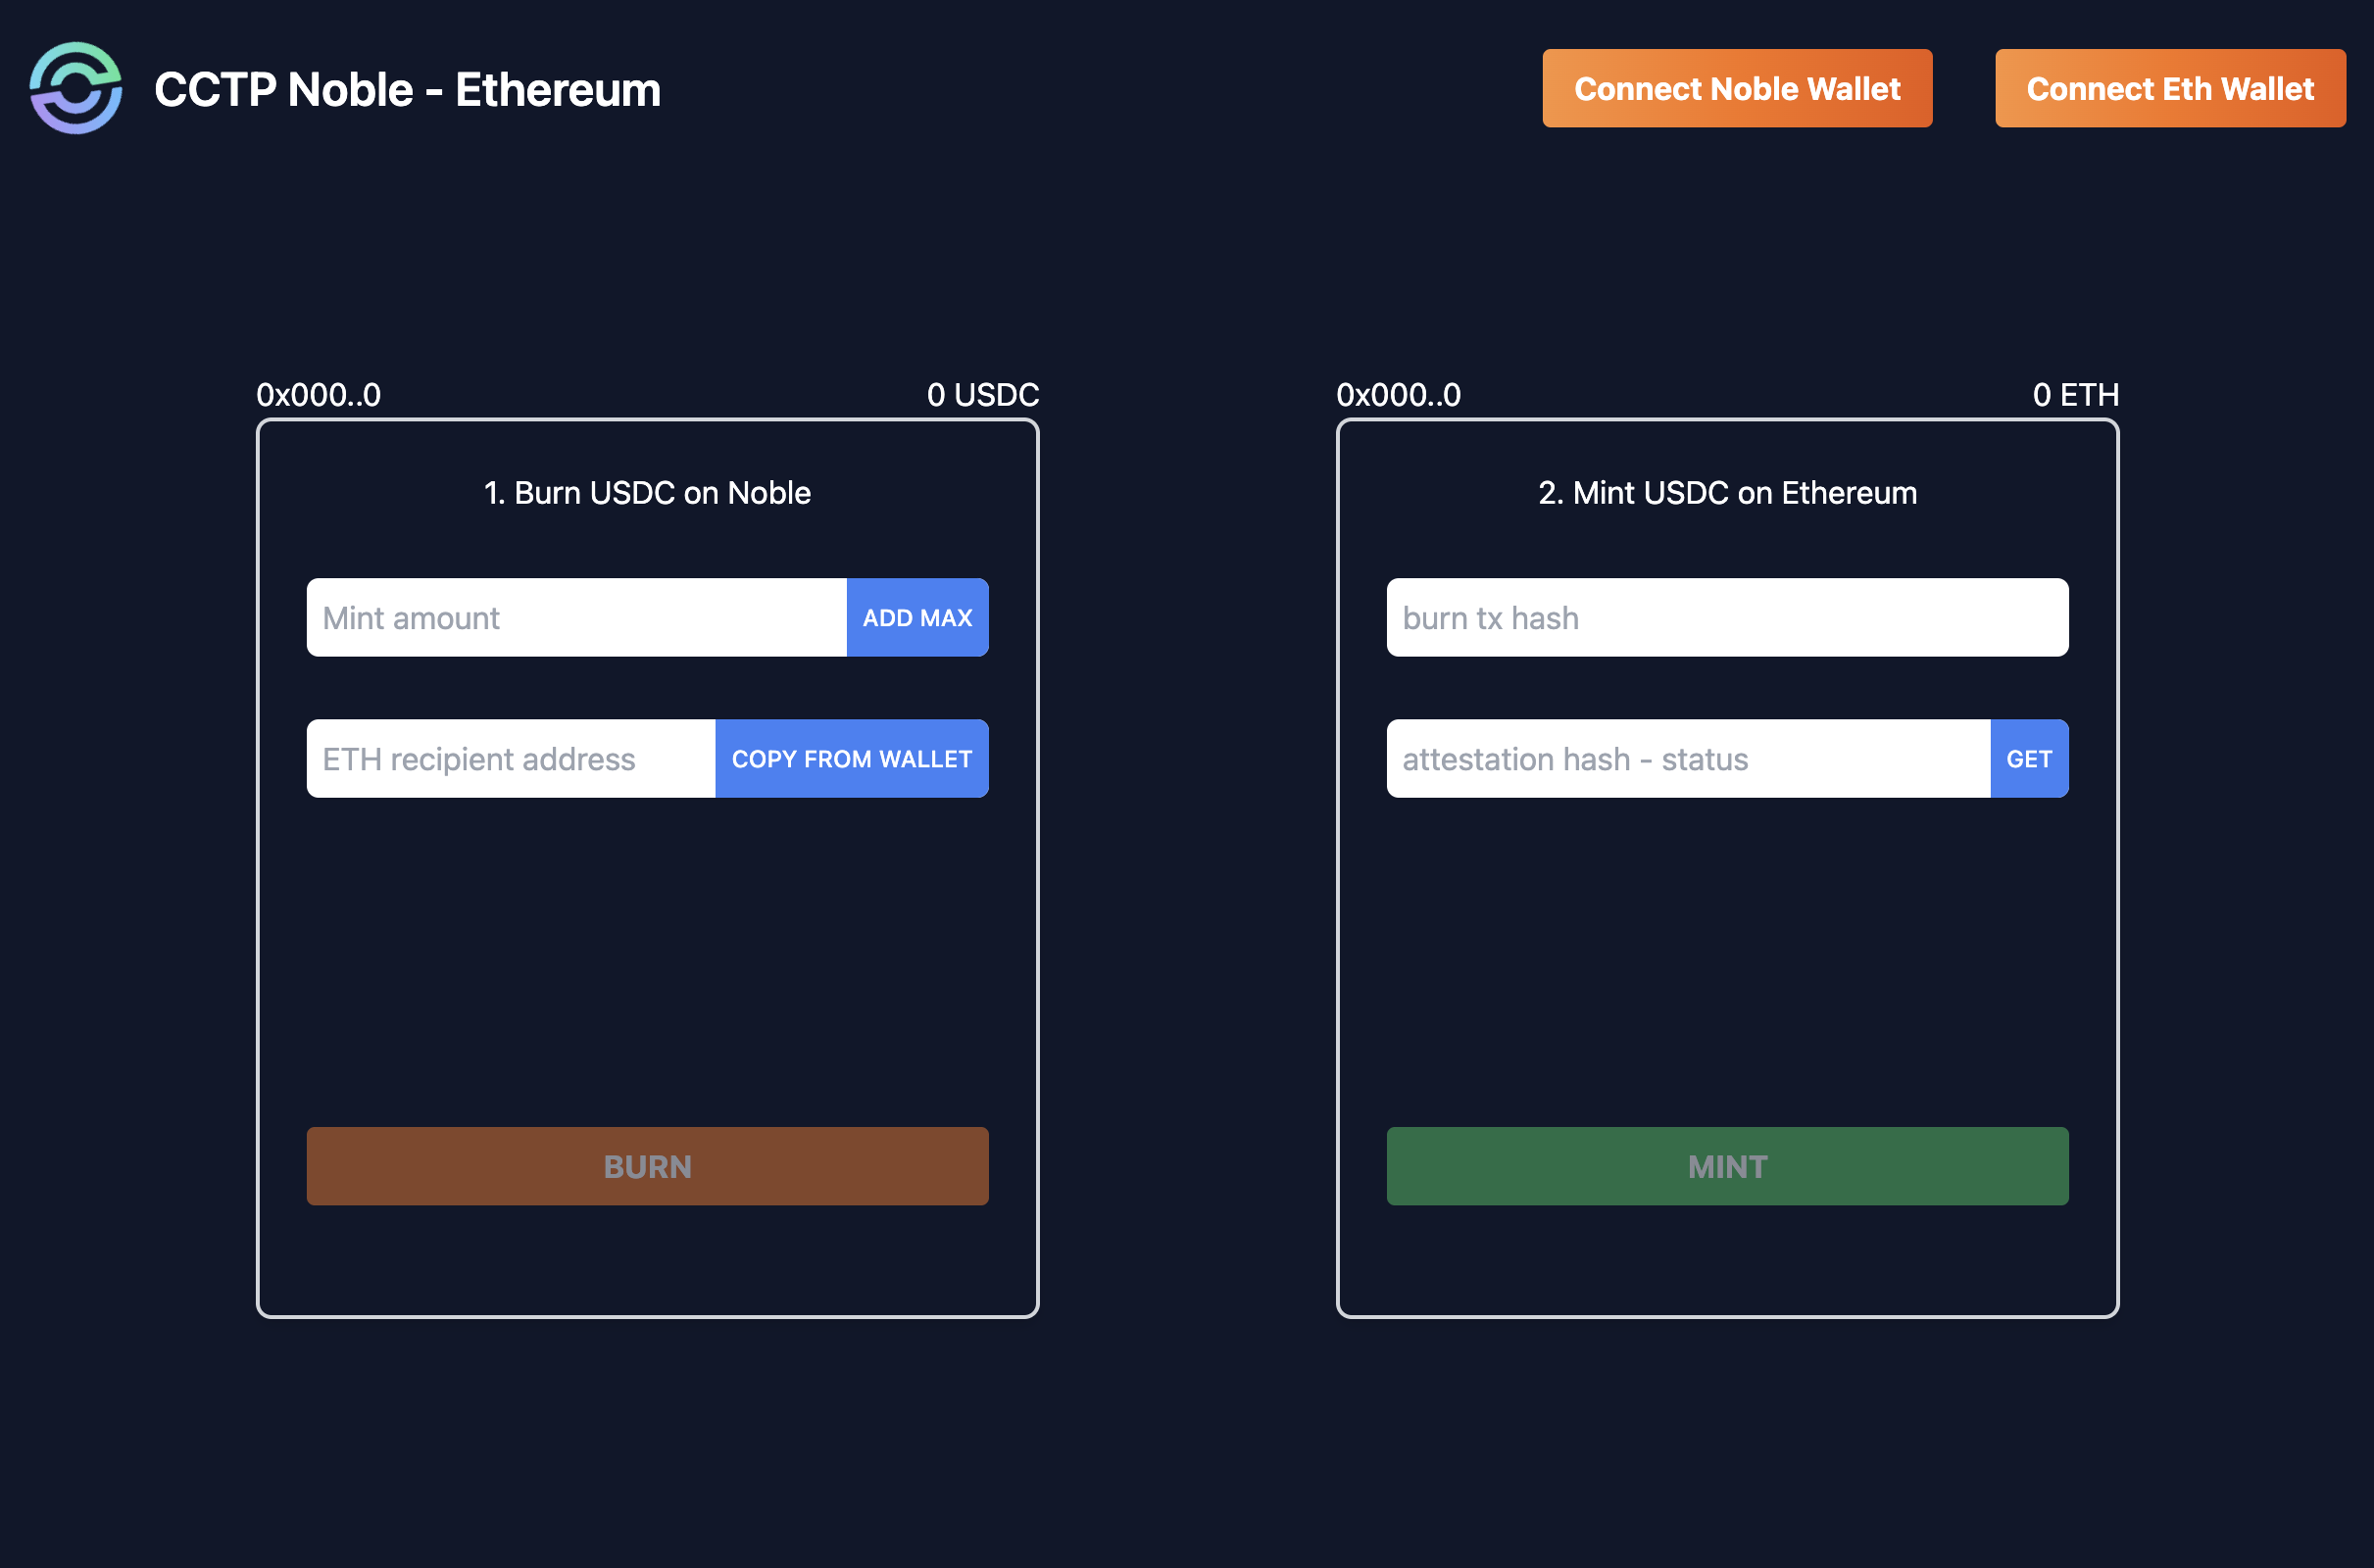 CCTP Noble - Ethereum
Connect Noble Wallet
Connect Eth Wallet
0x000..0
0 USDC
1. Burn USDC on Noble
Mint amount
ADD MAX
ETH recipient address
COPY FROM WALLET
BURN
0x000..0
0 ETH
2. Mint USDC on Ethereum
burn tx hash
attestation hash - status
GET
MINT